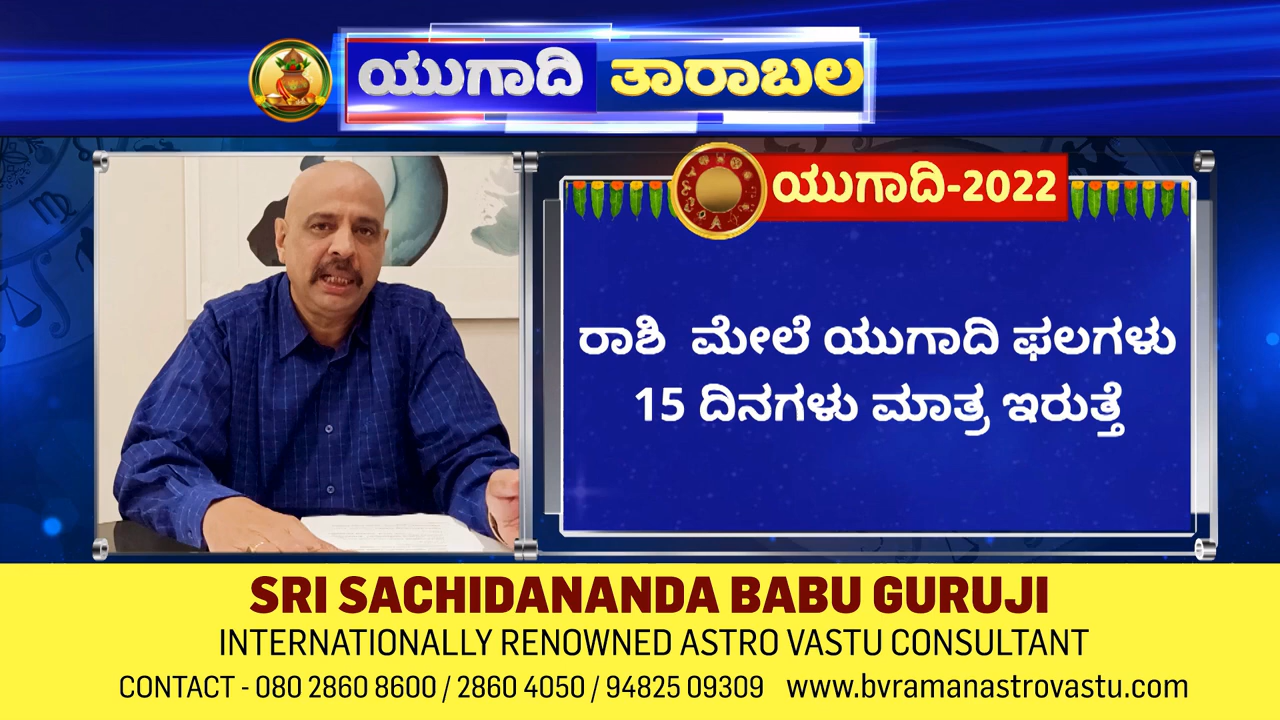 ಯುಗಾದಿ ತಾರಾಬಲ
ಯುಗಾದಿ-2022
ರಾಶಿ ಮೇಲೆ ಯುಗಾದಿ ಫಲಗಳು
15 ದಿನಗಳು ಮಾತ್ರ ಇರುತ್ತೆ
SRI SACHIDANANDA BABU GURUJI
INTERNATIONALLY RENOWNED ASTRO VASTU CONSULTANT
CONTACT - 080 2860 8600 / 2860 4050 / 94825 09309 www.bvramanastrovastu.com